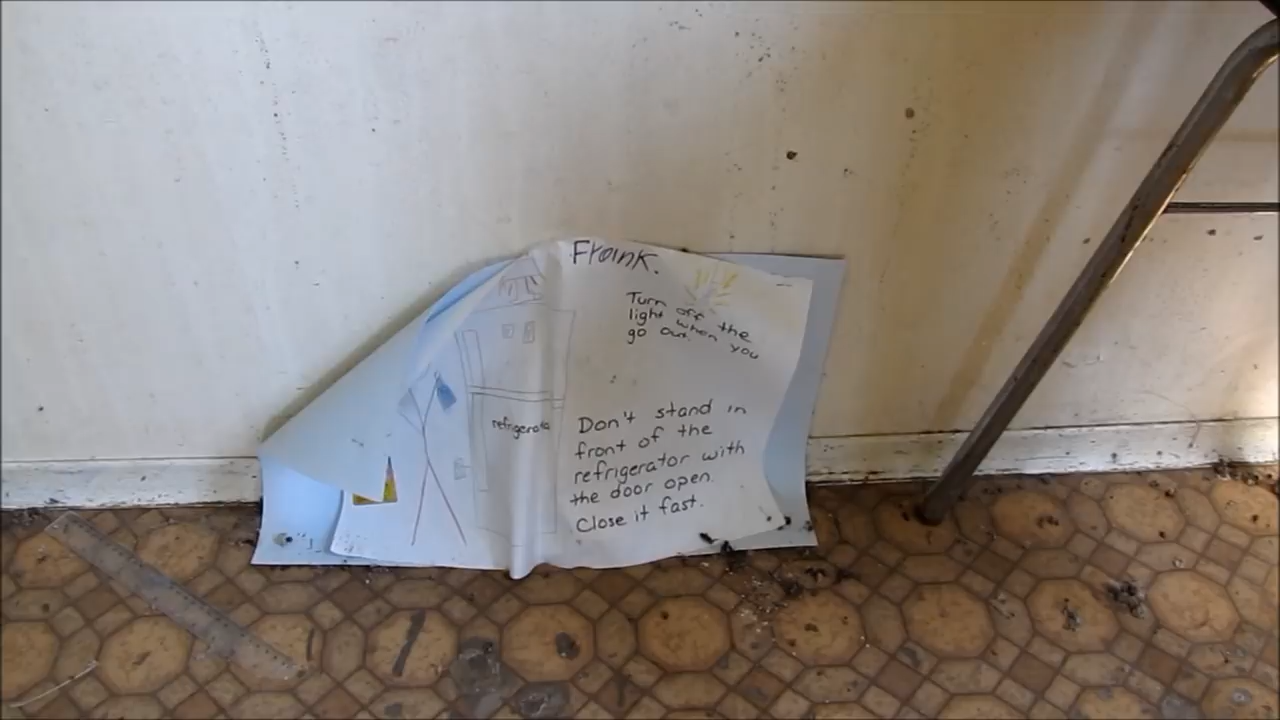 Frank.
Turn off the
light when you
go out.
refrigerato
Don't stand in
front of the
refrigerator with
the door open.
Close it fast.